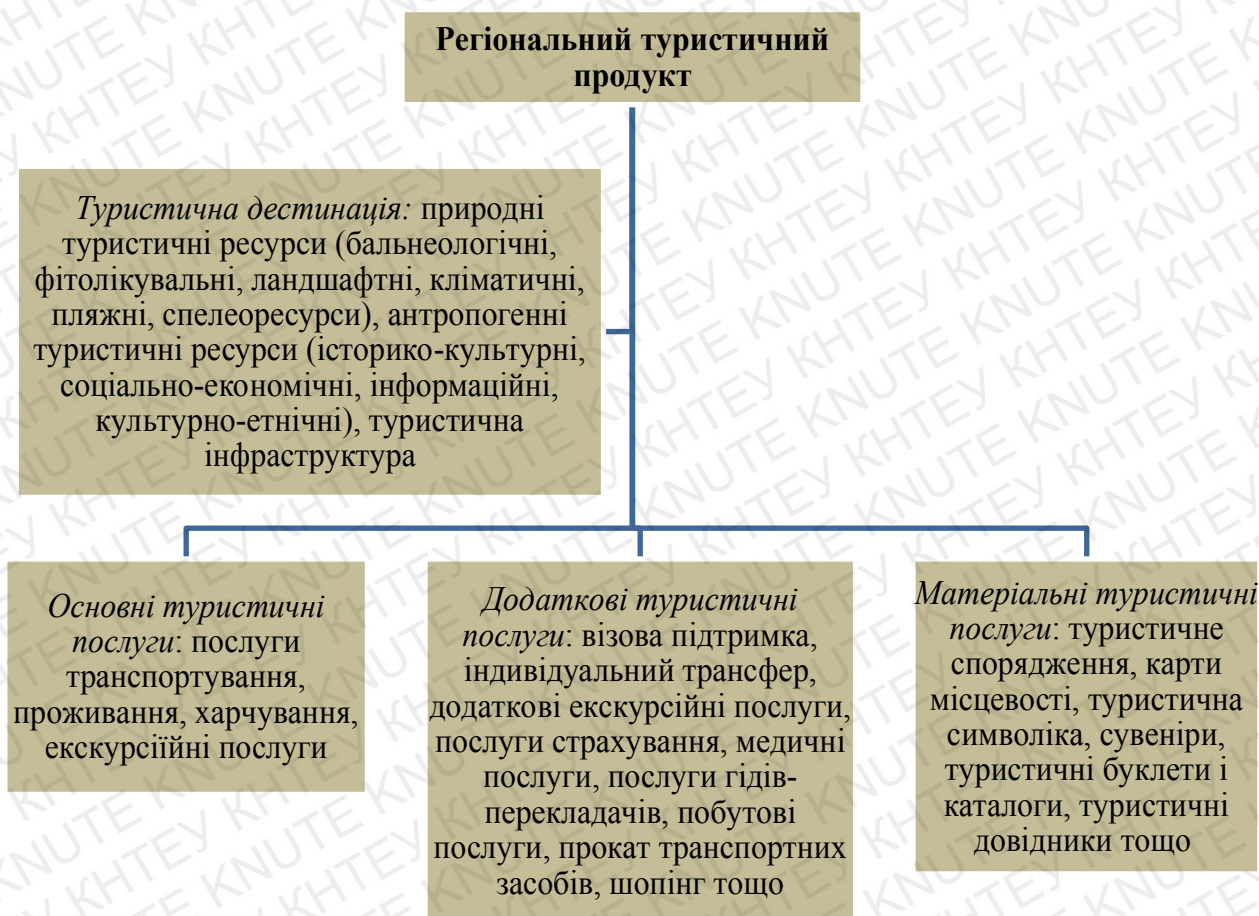 Регіональний туристичний
продукт
Туристична дестинація: природні
туристичні ресурси (бальнеологічні,
фітолікувальні, ландшафтні, кліматичні,
пляжні, спелеоресурси), антропогенні
туристичні ресурси (історико-культурні,
соціально-економічні, інформаційні,
культурно-етнічні), туристична
інфраструктура
Основні туристичні
послуги: послуги
транспортування,
проживання, харчування,
екскурсіїйні послуги
Додаткові туристичні
послуги: візова підтримка,
індивідуальний трансфер,
додаткові екскурсійні послуги,
послуги страхування, медичні
послуги, послуги гідів-
перекладачів, побутові
послуги, прокат транспортних
засобів, шопінг тощо
Матеріальні туристичні
послуги: туристичне
спорядження, карти
місцевості, туристична
символіка, сувеніри,
туристичні буклети і
каталоги, туристичні
довідники тощо